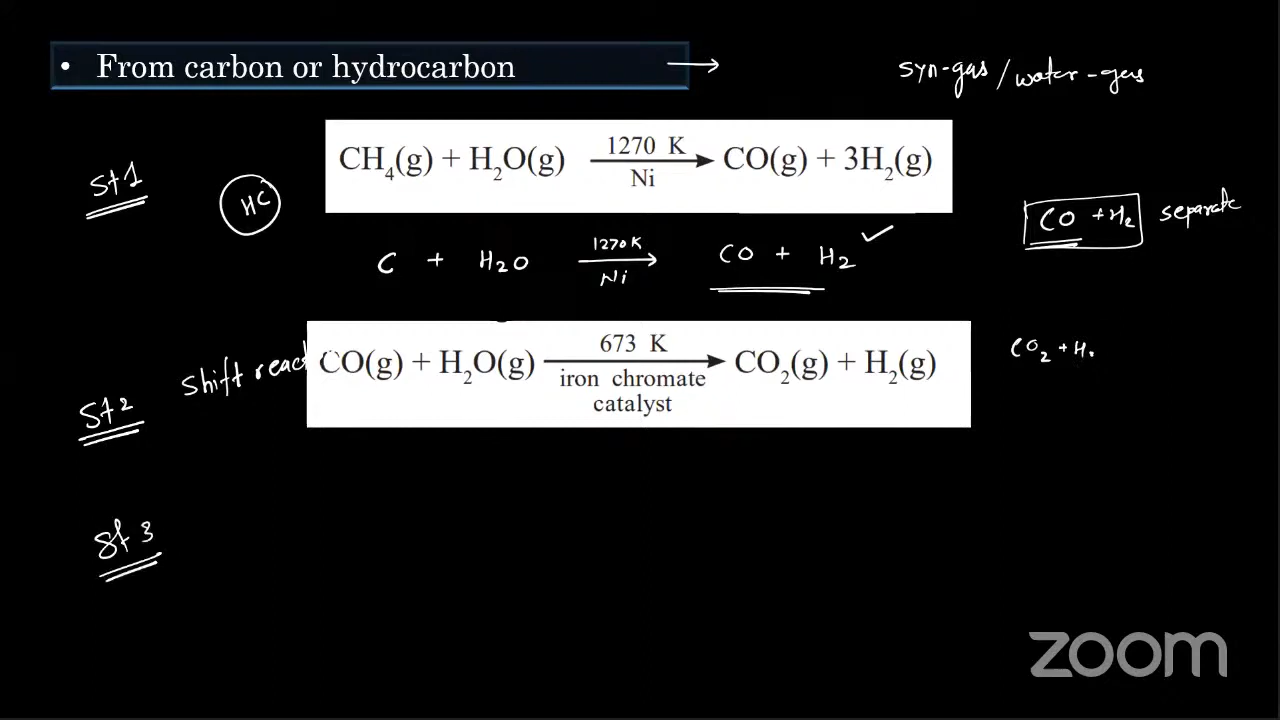 • From carbon or hydrocarbon → syn-gas / water-gas
St 1
HC
CH₄(g) + H₂O(g) 1270 K → Ni CO(g) + 3H₂(g)
CO + H₂ separate
C + H₂O 1270 K → Ni CO + H₂ ✓
Shift react
CO(g) + H₂O(g) 673 K → iron chromate catalyst CO₂(g) + H₂(g)
CO₂ + H.
St 2
St 3
zoom